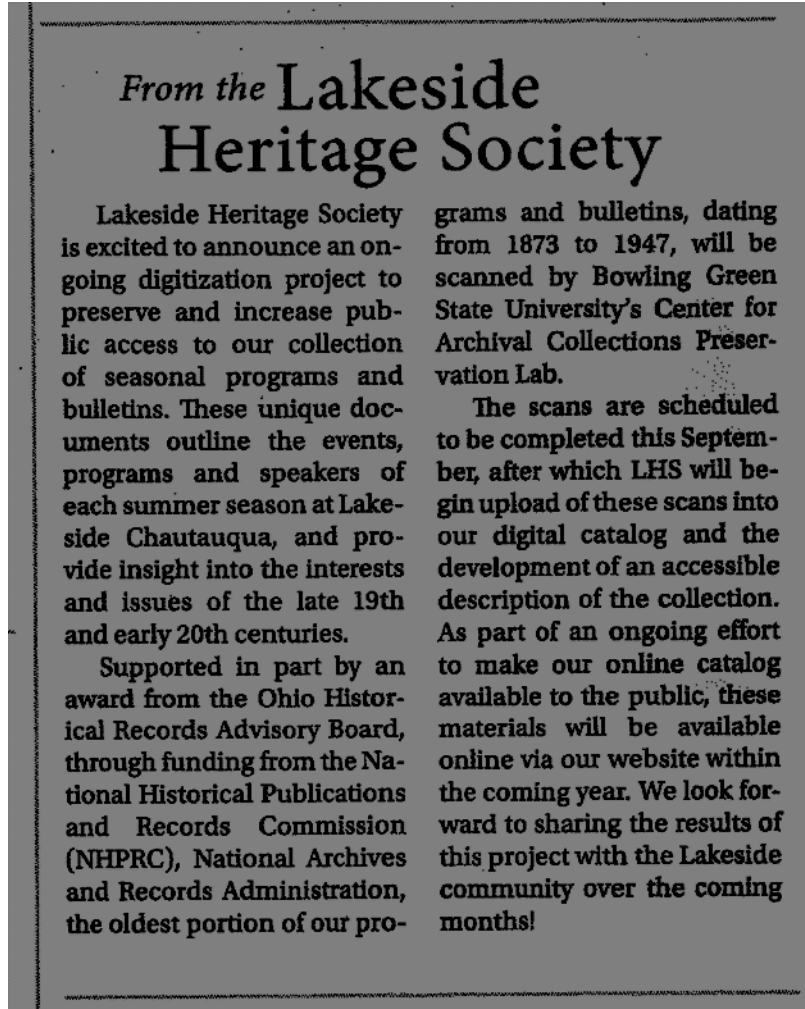 From the Lakeside
Heritage Society
Lakeside Heritage Society
is excited to announce an on-
going digitization project to
preserve and increase pub-
lic access to our collection
of seasonal programs and
bulletins. These unique doc-
uments outline the events,
programs and speakers of
each summer season at Lake-
side Chautauqua, and pro-
vide insight into the interests
and issues of the late 19th
and early 20th centuries.
Supported in part by an
award from the Ohio Histor-
ical Records Advisory Board,
through funding from the Na-
tional Historical Publications
and Records Commission
(NHPRC), National Archives
and Records Administration,
the oldest portion of our pro-
grams and bulletins, dating
from 1873 to 1947, will be
scanned by Bowling Green
State University's Center for
Archival Collections Preser-
vation Lab.
The scans are scheduled
to be completed this Septem-
ber, after which LHS will be-
gin upload of these scans into
our digital catalog and the
development of an accessible
description of the collection.
As part of an ongoing effort
to make our online catalog
available to the public, these
materials will be available
online via our website within
the coming year. We look for-
ward to sharing the results of
this project with the Lakeside
community over the coming
months!